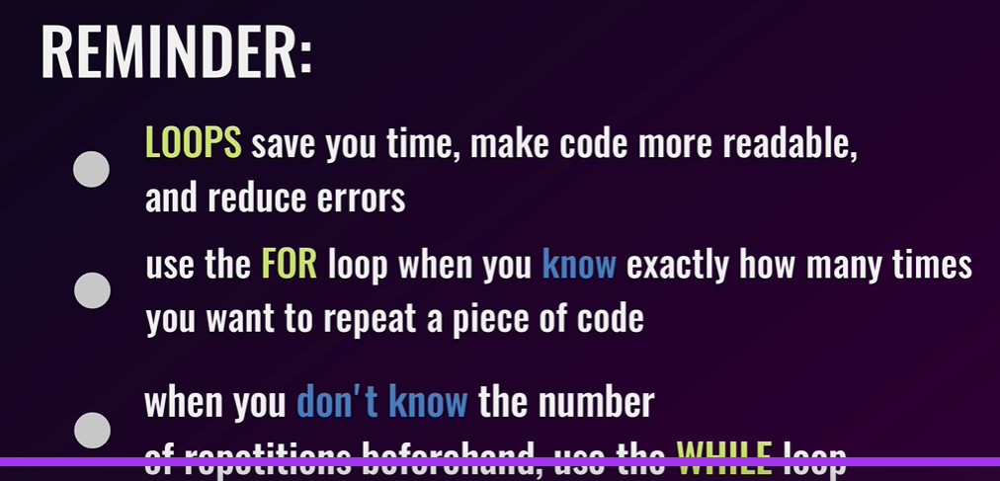 REMINDER:
LOOPS save you time, make code more readable,
and reduce errors
use the FOR loop when you know exactly how many times
you want to repeat a piece of code
when you don't know the number
of repetitions beforehand, use the WHILE loop